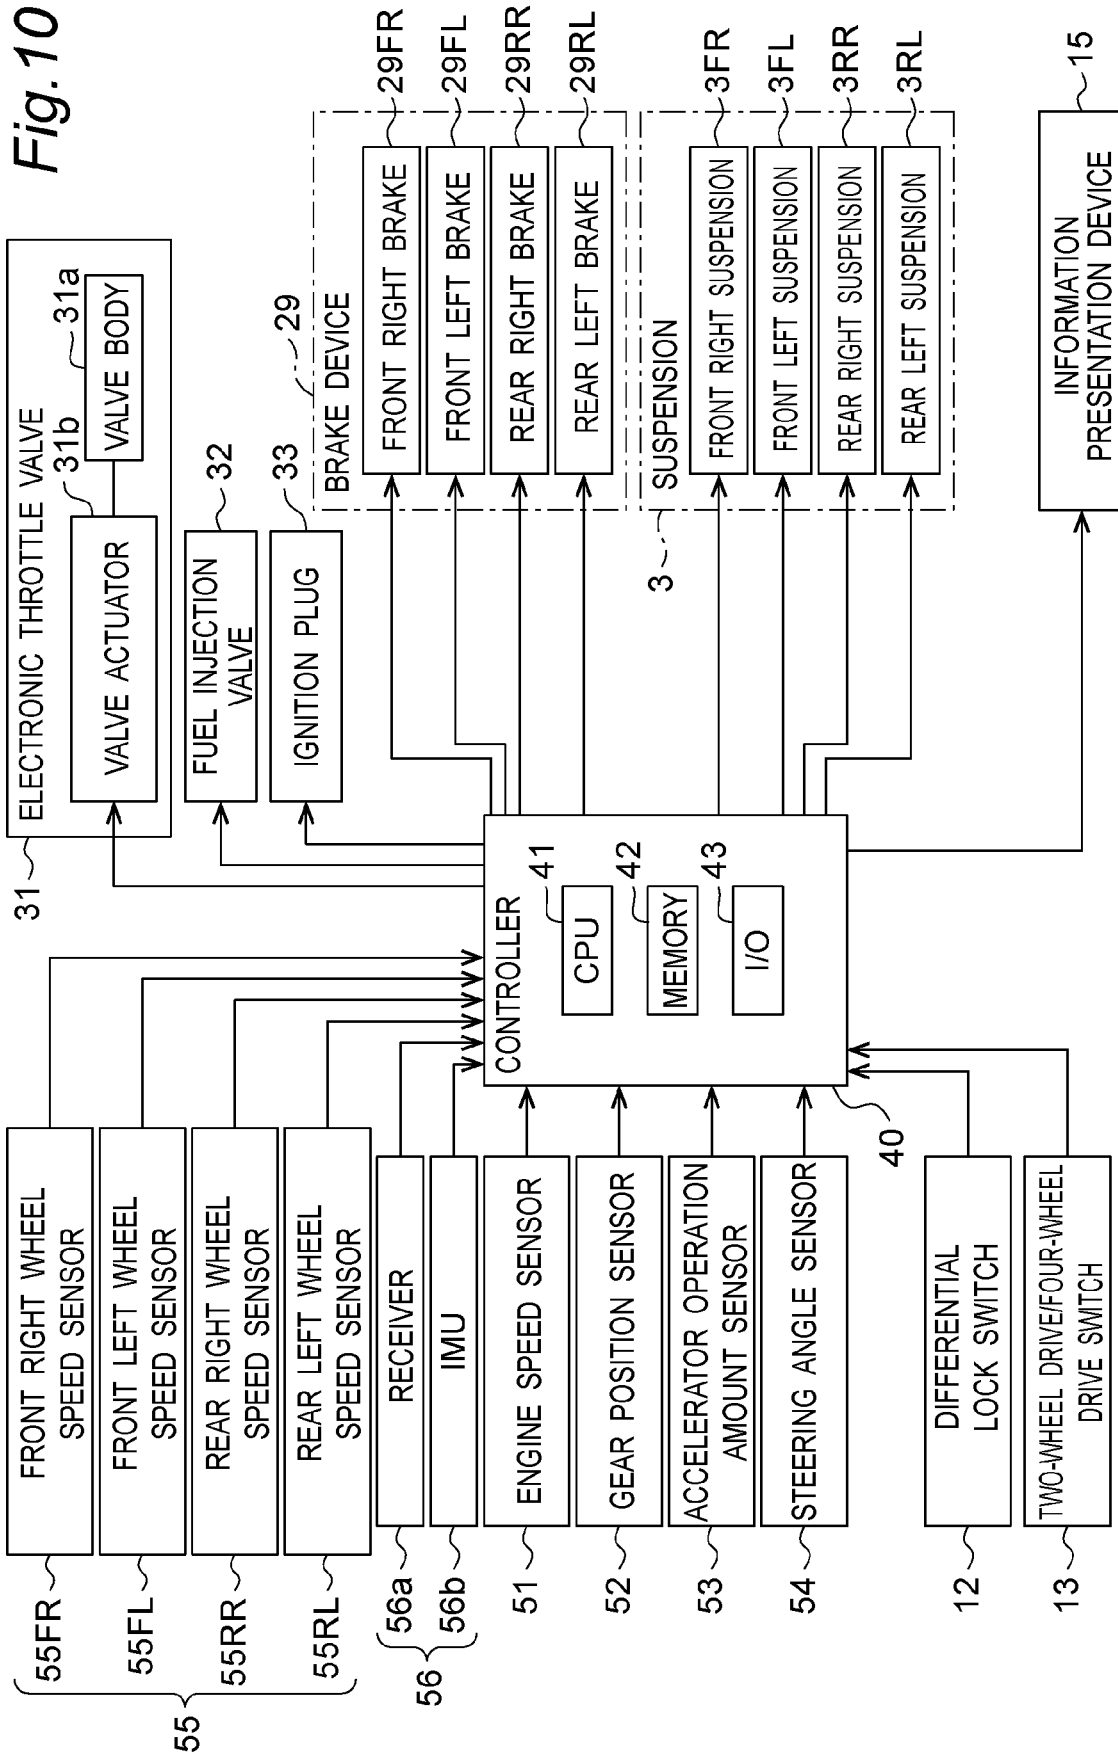 Fig.10
55
55FR
FRONT RIGHT WHEEL
SPEED SENSOR
55FL
FRONT LEFT WHEEL
SPEED SENSOR
55RR
REAR RIGHT WHEEL
SPEED SENSOR
55RL
REAR LEFT WHEEL
SPEED SENSOR
56
56a
RECEIVER
56b
IMU
51
ENGINE SPEED SENSOR
52
GEAR POSITION SENSOR
53
ACCELERATOR OPERATION
AMOUNT SENSOR
54
STEERING ANGLE SENSOR
12
DIFFERENTIAL
LOCK SWITCH
13
TWO-WHEEL DRIVE/FOUR-WHEEL
DRIVE SWITCH
40
CONTROLLER
41
CPU
42
MEMORY
43
I/O
31
ELECTRONIC THROTTLE VALVE
31b
VALVE ACTUATOR
31a
VALVE BODY
32
FUEL INJECTION
VALVE
33
IGNITION PLUG
29
BRAKE DEVICE
FRONT RIGHT BRAKE
29FR
FRONT LEFT BRAKE
29FL
REAR RIGHT BRAKE
29RR
REAR LEFT BRAKE
29RL
3
SUSPENSION
FRONT RIGHT SUSPENSION
3FR
FRONT LEFT SUSPENSION
3FL
REAR RIGHT SUSPENSION
3RR
REAR LEFT SUSPENSION
3RL
INFORMATION
PRESENTATION DEVICE
15